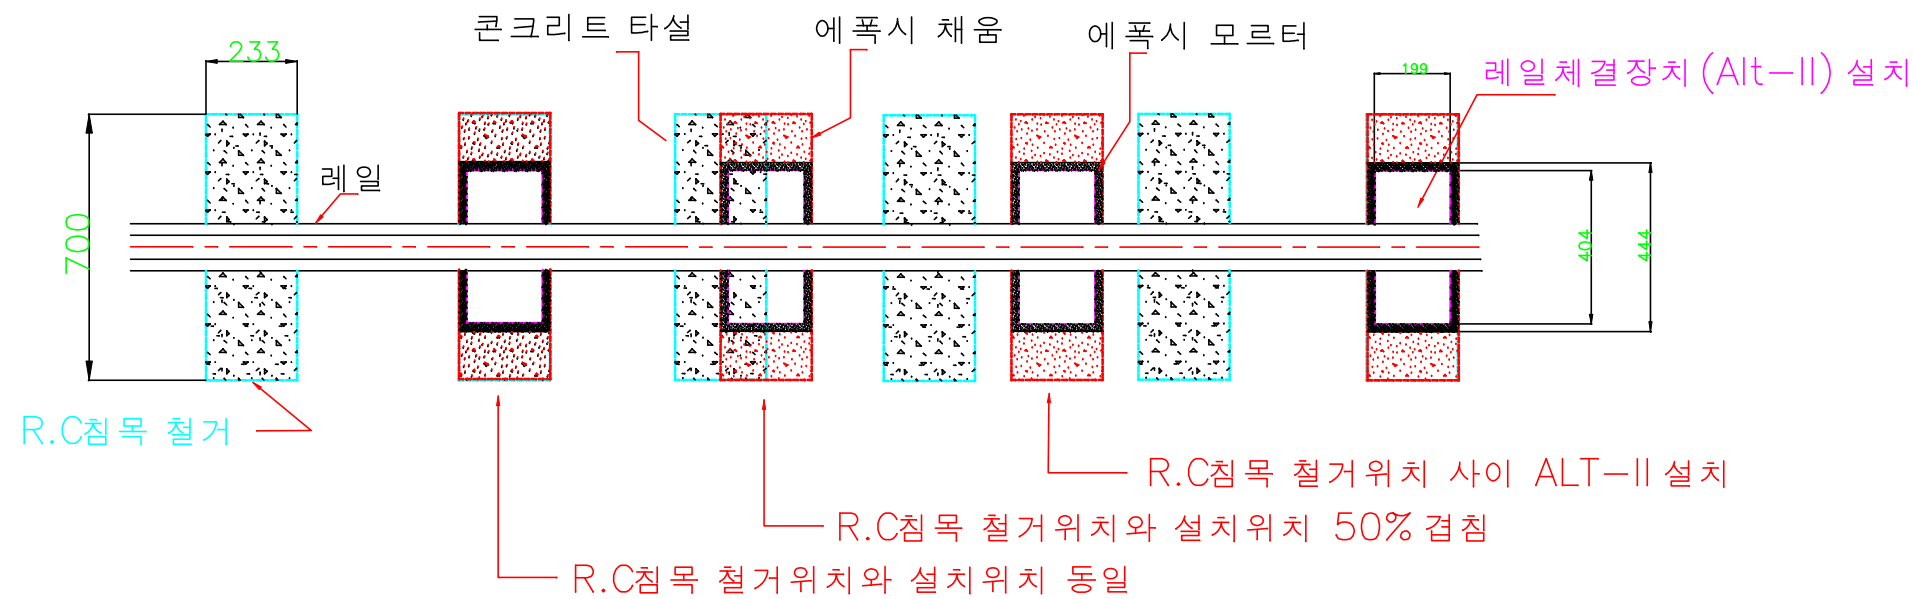 콘크리트 타설
에폭시 채움
에폭시 모르터
233
199
레일체결장치(Alt-II) 설치
레일
700
404
444
R.C침목 철거
R.C침목 철거위치 사이 ALT-II 설치
R.C침목 철거위치와 설치위치 50% 겹침
R.C침목 철거위치와 설치위치 동일